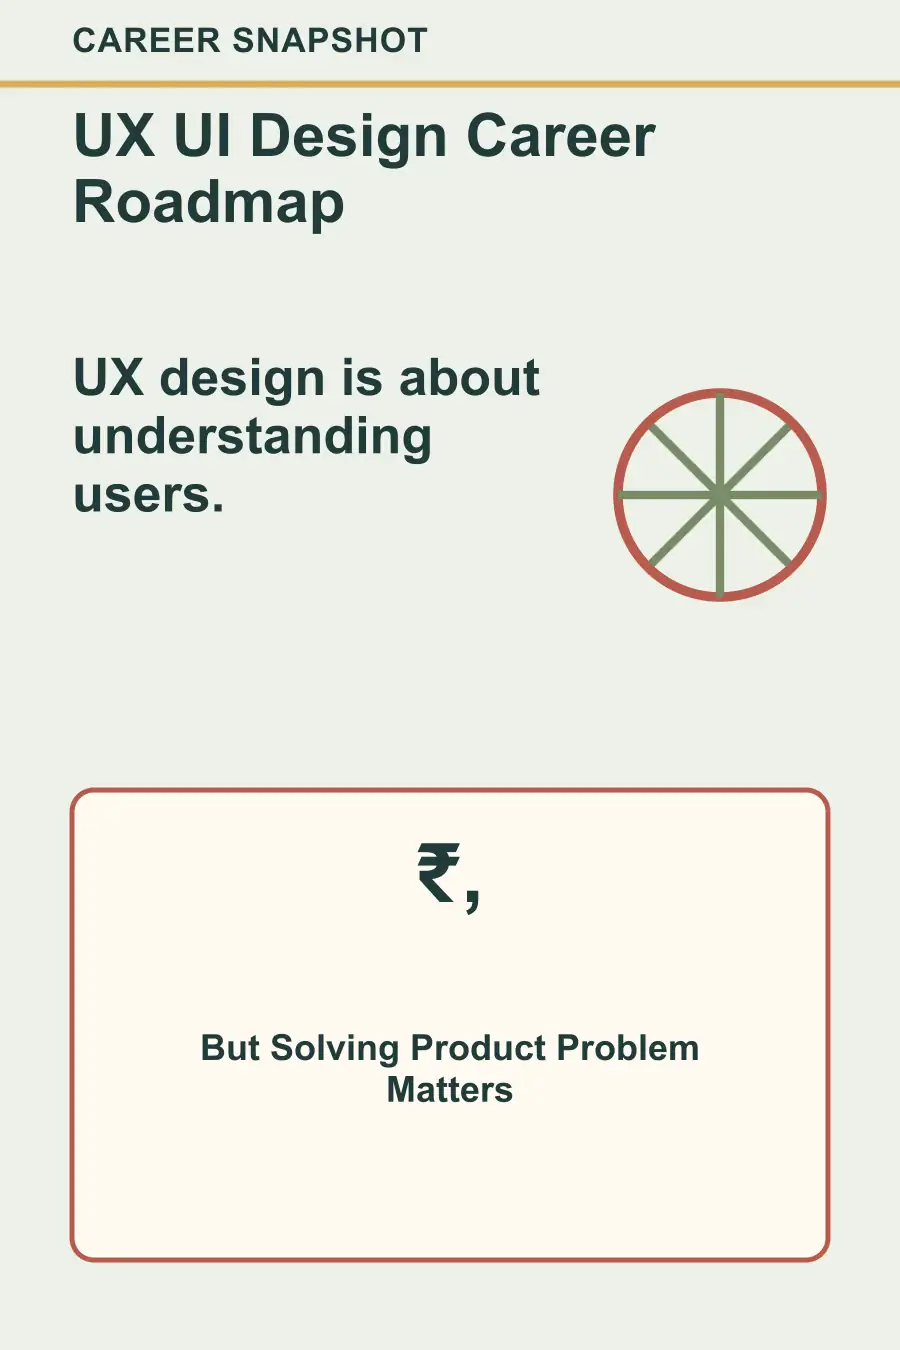 CAREER SNAPSHOT
UX UI Design Career
Roadmap
UX design is about
understanding
users.
₹,
But Solving Product Problem
Matters